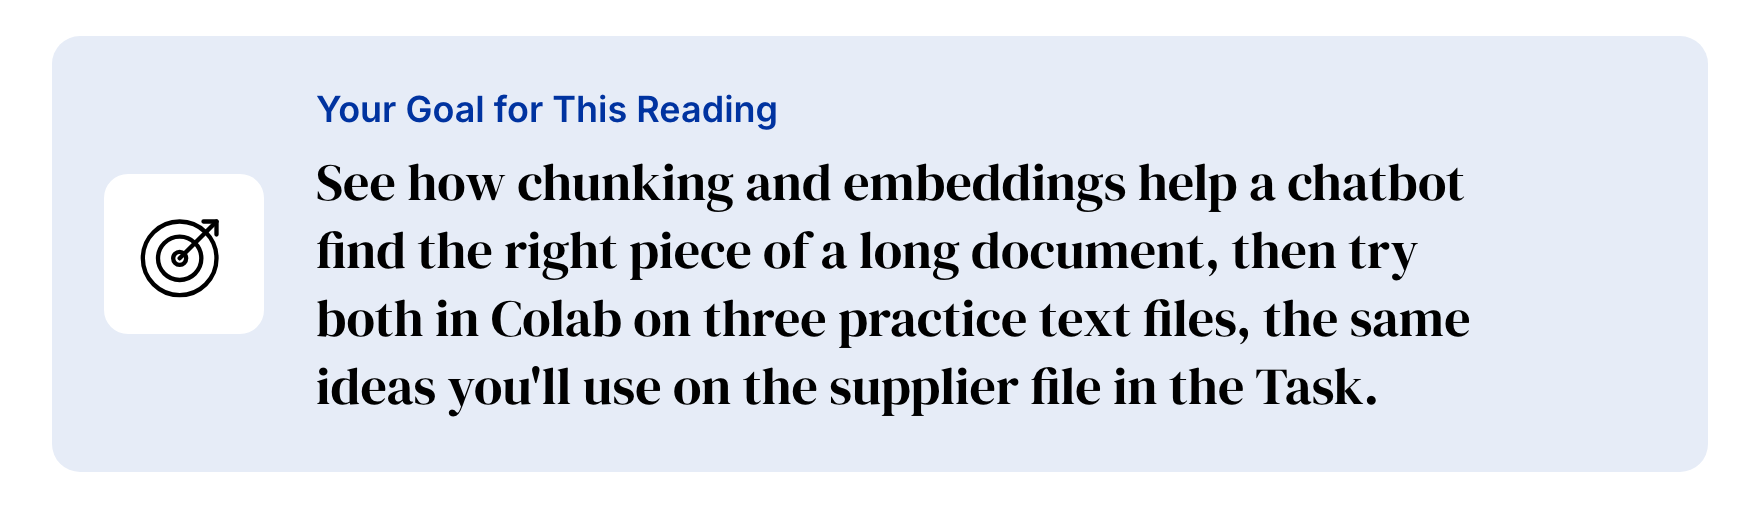 Your Goal for This Reading
See how chunking and embeddings help a chatbot
find the right piece of a long document, then try
both in Colab on three practice text files, the same
ideas you'll use on the supplier file in the Task.